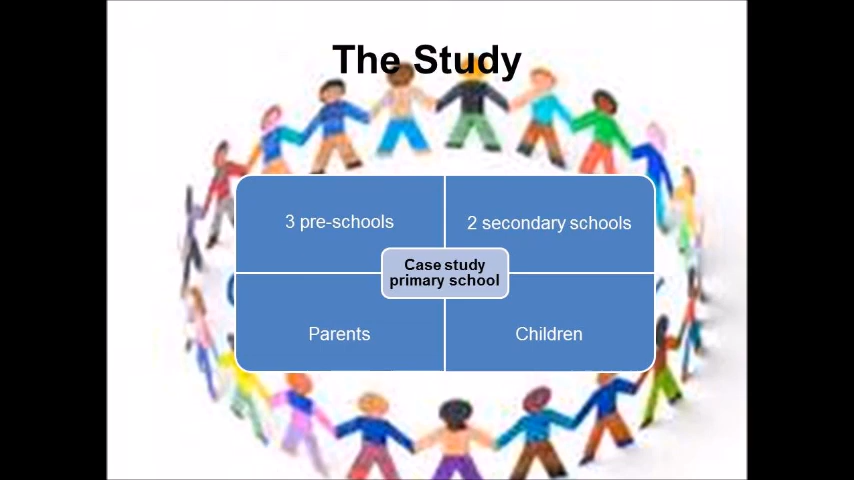 The Study
3 pre-schools
2 secondary schools
Case study
primary school
Parents
Children